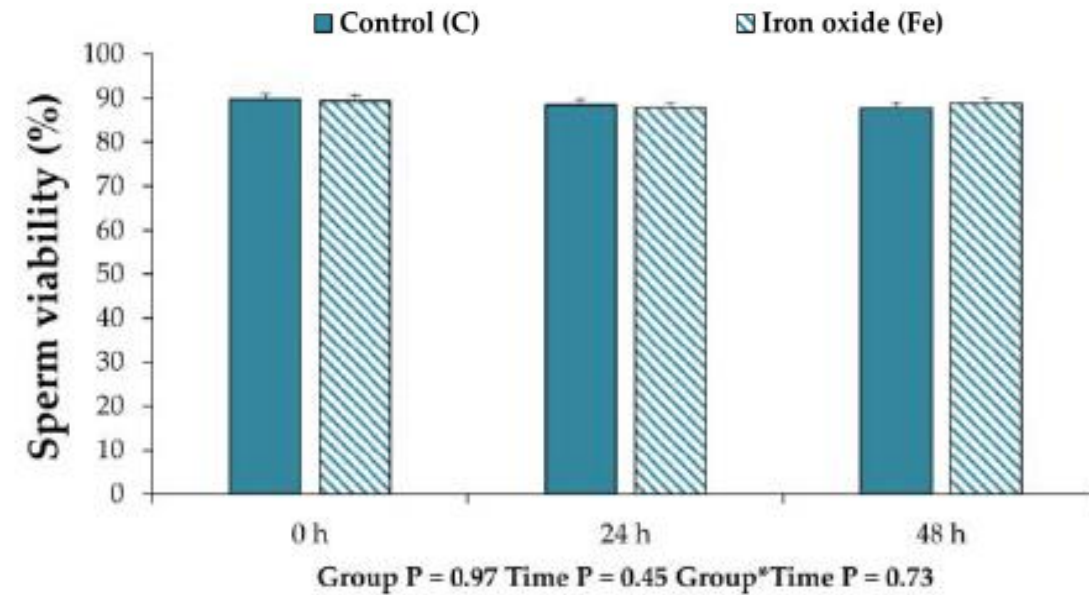 Control (C) Iron oxide (Fe)
Sperm viability (%)
100
90
80
70
60
50
40
30
20
10
0
0 h 24 h 48 h
Group P = 0.97 Time P = 0.45 Group*Time P = 0.73